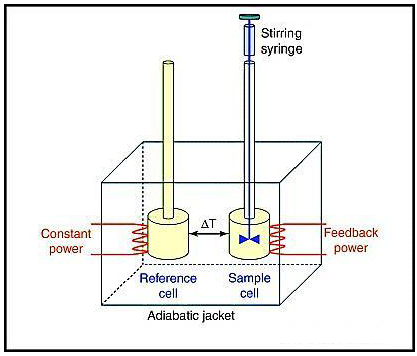 Stirring
syringe
ΔT
Constant
power
Feedback
power
Reference
cell
Sample
cell
Adiabatic jacket